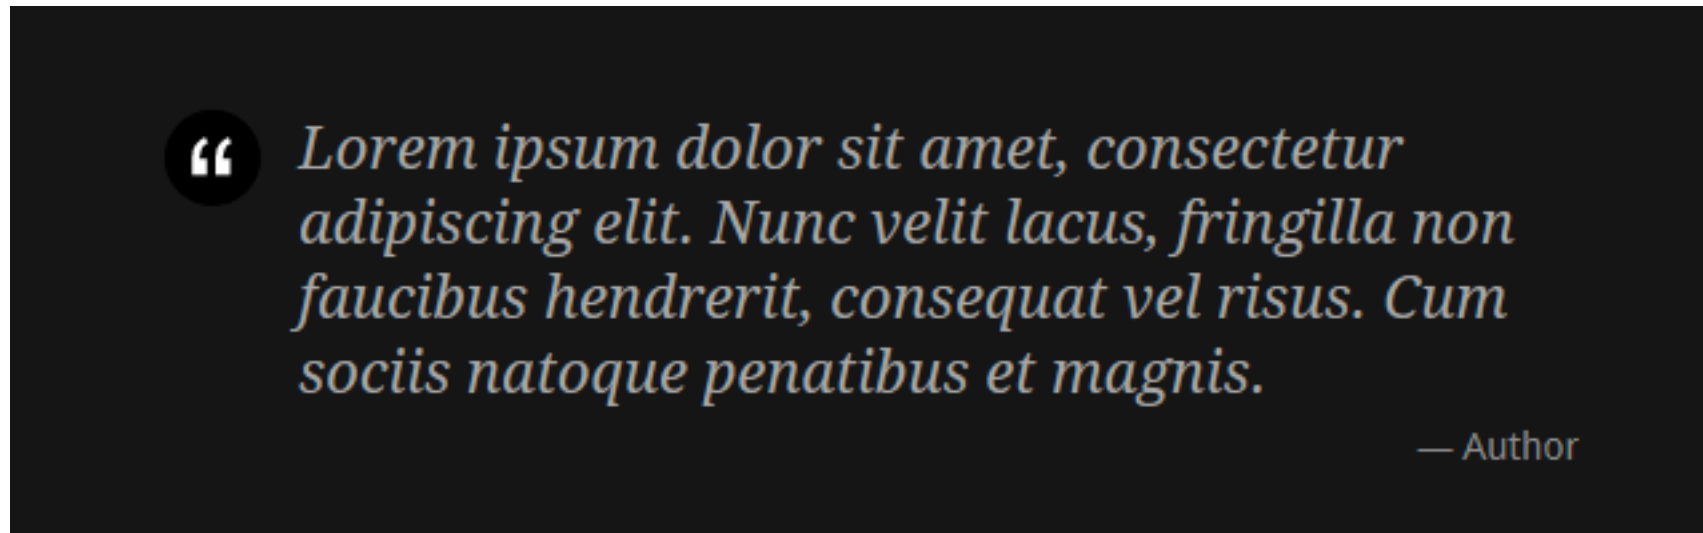 “
Lorem ipsum dolor sit amet, consectetur
adipiscing elit. Nunc velit lacus, fringilla non
faucibus hendrerit, consequat vel risus. Cum
sociis natoque penatibus et magnis.
— Author